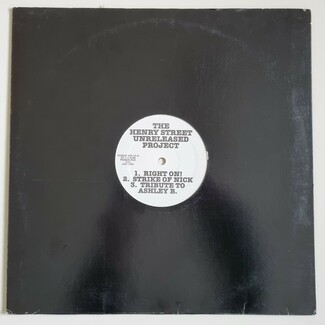 THE
HENRY STREET
UNRELEASED
PROJECT
1. RIGHT ON!
2. STRIKE OF NICK
3. TRIBUTE TO
ASHLEY B.